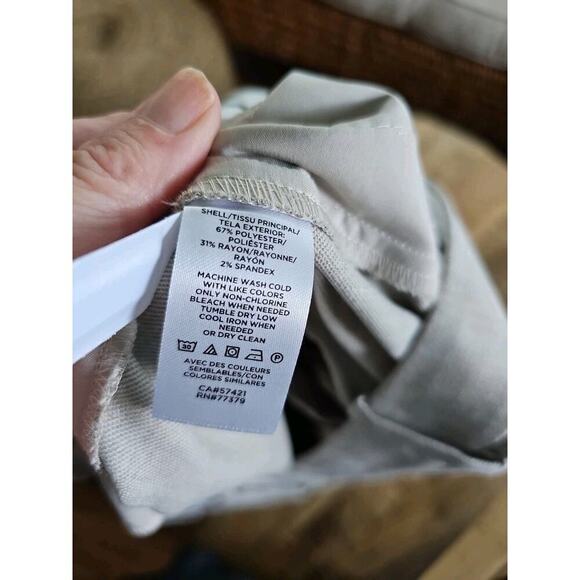 SHELL/TISSU PRINCIPAL/
TELA EXTERIOR:
67% POLYESTER/
POLIÉSTER
31% RAYON/RAYONNE/
RAYÓN
2% SPANDEX
MACHINE WASH COLD
WITH LIKE COLORS
ONLY NON-CHLORINE
BLEACH WHEN NEEDED
TUMBLE DRY LOW
COOL IRON WHEN
NEEDED
OR DRY CLEAN
30 P
AVEC DES COULEURS
SEMBLABLES/CON
COLORES SIMILARES
CA#57421
RN#77379